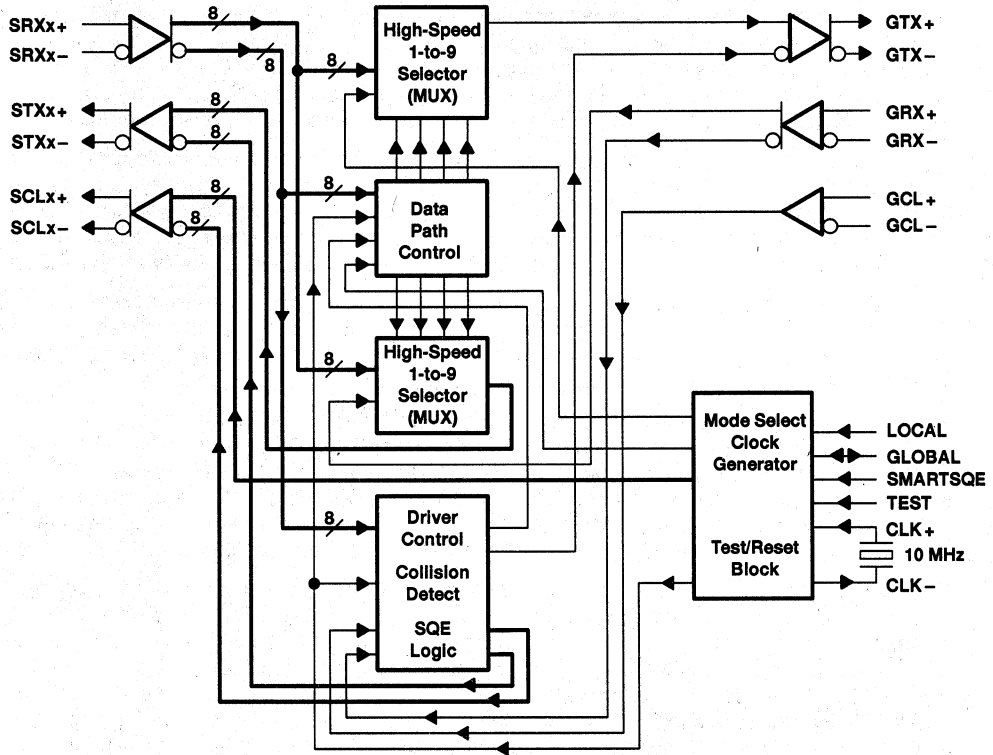 SRXx+
SRXx−
STXx+
STXx−
SCLx+
SCLx−
8
8
8
8
8
8
8
8
8
High-Speed
1-to-9
Selector
(MUX)
Data
Path
Control
High-Speed
1-to-9
Selector
(MUX)
Driver
Control
Collision
Detect
SQE
Logic
Mode Select
Clock
Generator
Test/Reset
Block
GTX+
GTX−
GRX+
GRX−
GCL+
GCL−
LOCAL
GLOBAL
SMARTSQE
TEST
CLK+
10 MHz
CLK−